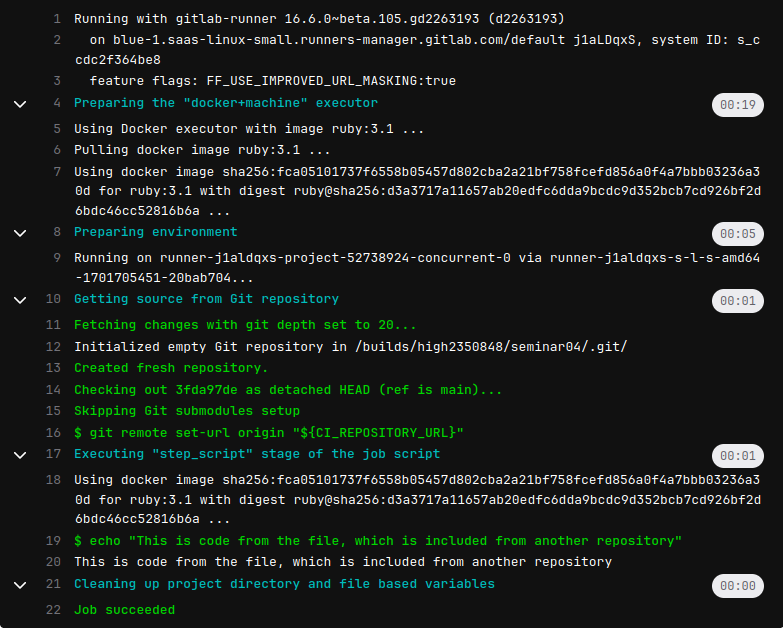 1 Running with gitlab-runner 16.6.0~beta.105.gd2263193 (d2263193)
2 on blue-1.saas-linux-small.runners-manager.gitlab.com/default j1aLDqxS, system ID: s_c
cdc2f364be8
3 feature flags: FF_USE_IMPROVED_URL_MASKING:true
4 Preparing the "docker+machine" executor 00:19
5 Using Docker executor with image ruby:3.1 ...
6 Pulling docker image ruby:3.1 ...
7 Using docker image sha256:fca05101737f6558b05457d802cba2a21bf758fcefd856a0f4a7bbb03236a3
0d for ruby:3.1 with digest ruby@sha256:d3a3717a11657ab20edfc6dda9bcdc9d352bcb7cd926bf2d
6bdc46cc52816b6a ...
8 Preparing environment 00:05
9 Running on runner-j1aldqxs-project-52738924-concurrent-0 via runner-j1aldqxs-s-l-s-amd64
-1701705451-20bab704...
10 Getting source from Git repository 00:01
11 Fetching changes with git depth set to 20...
12 Initialized empty Git repository in /builds/high2350848/seminar04/.git/
13 Created fresh repository.
14 Checking out 3fda97de as detached HEAD (ref is main)...
15 Skipping Git submodules setup
16 $ git remote set-url origin "${CI_REPOSITORY_URL}"
17 Executing "step_script" stage of the job script 00:01
18 Using docker image sha256:fca05101737f6558b05457d802cba2a21bf758fcefd856a0f4a7bbb03236a3
0d for ruby:3.1 with digest ruby@sha256:d3a3717a11657ab20edfc6dda9bcdc9d352bcb7cd926bf2d
6bdc46cc52816b6a ...
19 $ echo "This is code from the file, which is included from another repository"
20 This is code from the file, which is included from another repository
21 Cleaning up project directory and file based variables 00:00
22 Job succeeded